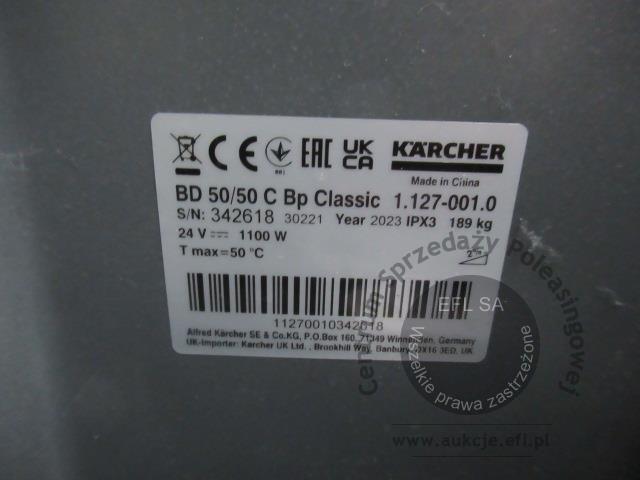 CE EAC UK CA KÄRCHER
Made in China
BD 50/50 C Bp Classic 1.127-001.0
S/N: 342618 30221 Year 2023 IPX3 189 kg
24 V 1100 W
T max=50 °C 2%
11270010342618
Alfred Kärcher SE & Co.KG, P.O.Box 160, 71349 Winnenden, Germany
UK-Importer: Karcher UK Ltd., Brookhill Way, Banbury, OX16 3ED, UK
Centrum Sprzedaży poleasingowej
EFL SA
Wszelkie prawa zastrzeżone
www.aukcje.efl.pl